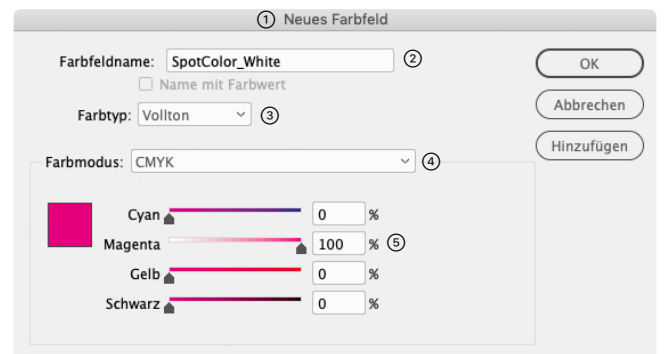 ① Neues Farbfeld
Farbfeldname: SpotColor_White ②
Name mit Farbwert
Farbtyp: Vollton ③
Farbmodus: CMYK ④
Cyan 0 %
Magenta 100 % ⑤
Gelb 0 %
Schwarz 0 %
OK
Abbrechen
Hinzufügen